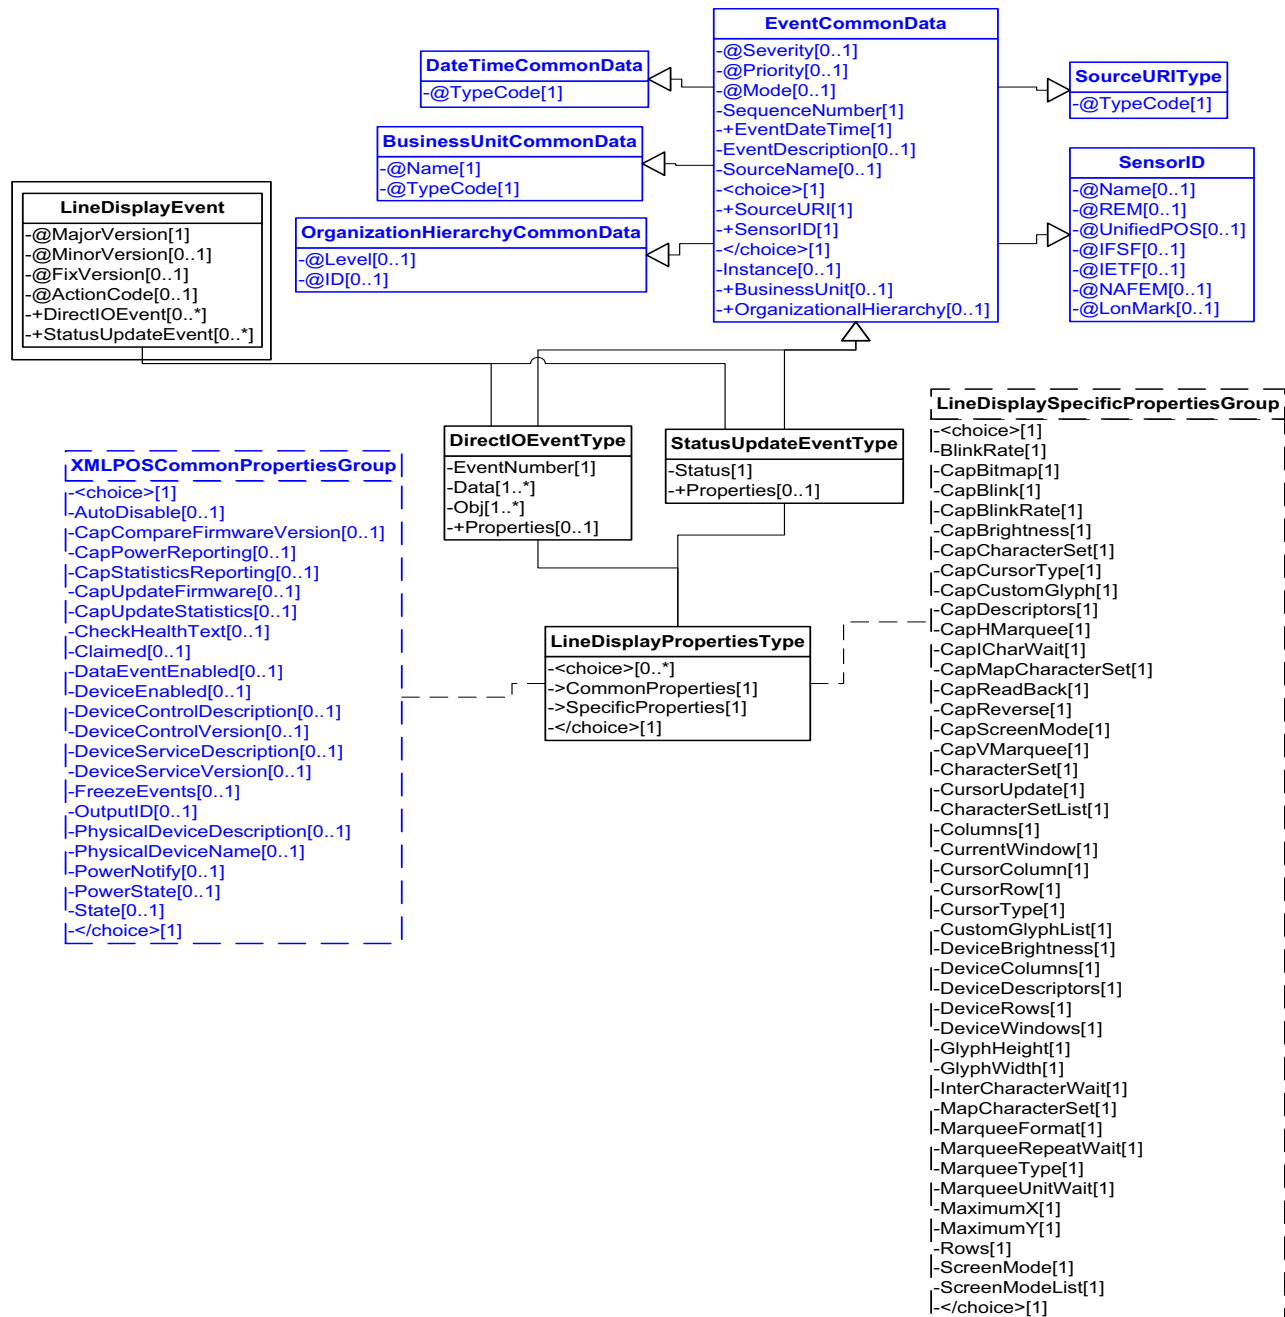 EventCommonData
-@Severity[0..1]
-@Priority[0..1]
-@Mode[0..1]
-SequenceNumber[1]
-+EventDateTime[1]
-EventDescription[0..1]
-SourceName[0..1]
-<choice>[1]
-+SourceURI[1]
-+SensorID[1]
-</choice>[1]
-Instance[0..1]
-+BusinessUnit[0..1]
-+OrganizationalHierarchy[0..1]
DateTimeCommonData
-@TypeCode[1]
SourceURIType
-@TypeCode[1]
BusinessUnitCommonData
-@Name[1]
-@TypeCode[1]
SensorID
-@Name[0..1]
-@REM[0..1]
-@UnifiedPOS[0..1]
-@IFSF[0..1]
-@IETF[0..1]
-@NAFEM[0..1]
-@LonMark[0..1]
LineDisplayEvent
-@MajorVersion[1]
-@MinorVersion[0..1]
-@FixVersion[0..1]
-@ActionCode[0..1]
-+DirectIOEvent[0..*]
-+StatusUpdateEvent[0..*]
OrganizationHierarchyCommonData
-@Level[0..1]
-@ID[0..1]
DirectIOEventType
-EventNumber[1]
-Data[1..*]
-Obj[1..*]
-+Properties[0..1]
StatusUpdateEventType
-Status[1]
-+Properties[0..1]
XMLPOSCommonPropertiesGroup
-<choice>[1]
-AutoDisable[0..1]
-CapCompareFirmwareVersion[0..1]
-CapPowerReporting[0..1]
-CapStatisticsReporting[0..1]
-CapUpdateFirmware[0..1]
-CapUpdateStatistics[0..1]
-CheckHealthText[0..1]
-Claimed[0..1]
-DataEventEnabled[0..1]
-DeviceEnabled[0..1]
-DeviceControlDescription[0..1]
-DeviceControlVersion[0..1]
-DeviceServiceDescription[0..1]
-DeviceServiceVersion[0..1]
-FreezeEvents[0..1]
-OutputID[0..1]
-PhysicalDeviceDescription[0..1]
-PhysicalDeviceName[0..1]
-PowerNotify[0..1]
-PowerState[0..1]
-State[0..1]
-</choice>[1]
LineDisplayPropertiesType
-<choice>[0..*]
->CommonProperties[1]
->SpecificProperties[1]
-</choice>[1]
LineDisplaySpecificPropertiesGroup
-<choice>[1]
-BlinkRate[1]
-CapBitmap[1]
-CapBlink[1]
-CapBlinkRate[1]
-CapBrightness[1]
-CapCharacterSet[1]
-CapCursorType[1]
-CapCustomGlyph[1]
-CapDescriptors[1]
-CapHMarquee[1]
-CapICharWait[1]
-CapMapCharacterSet[1]
-CapReadBack[1]
-CapReverse[1]
-CapScreenMode[1]
-CapVMarquee[1]
-CharacterSet[1]
-CursorUpdate[1]
-CharacterSetList[1]
-Columns[1]
-CurrentWindow[1]
-CursorColumn[1]
-CursorRow[1]
-CursorType[1]
-CustomGlyphList[1]
-DeviceBrightness[1]
-DeviceColumns[1]
-DeviceDescriptors[1]
-DeviceRows[1]
-DeviceWindows[1]
-GlyphHeight[1]
-GlyphWidth[1]
-InterCharacterWait[1]
-MapCharacterSet[1]
-MarqueeFormat[1]
-MarqueeRepeatWait[1]
-MarqueeType[1]
-MarqueeUnitWait[1]
-MaximumX[1]
-MaximumY[1]
-Rows[1]
-ScreenMode[1]
-ScreenModeList[1]
-</choice>[1]